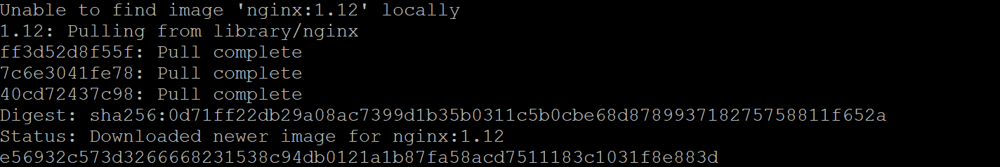 Unable to find image 'nginx:1.12' locally
1.12: Pulling from library/nginx
ff3d52d8f55f: Pull complete
7c6e3041fe78: Pull complete
40cd72437c98: Pull complete
Digest: sha256:0d71ff22db29a08ac7399d1b35b0311c5b0cbe68d878993718275758811f652a
Status: Downloaded newer image for nginx:1.12
e56932c573d3266668231538c94db0121a1b87fa58acd7511183c1031f8e883d